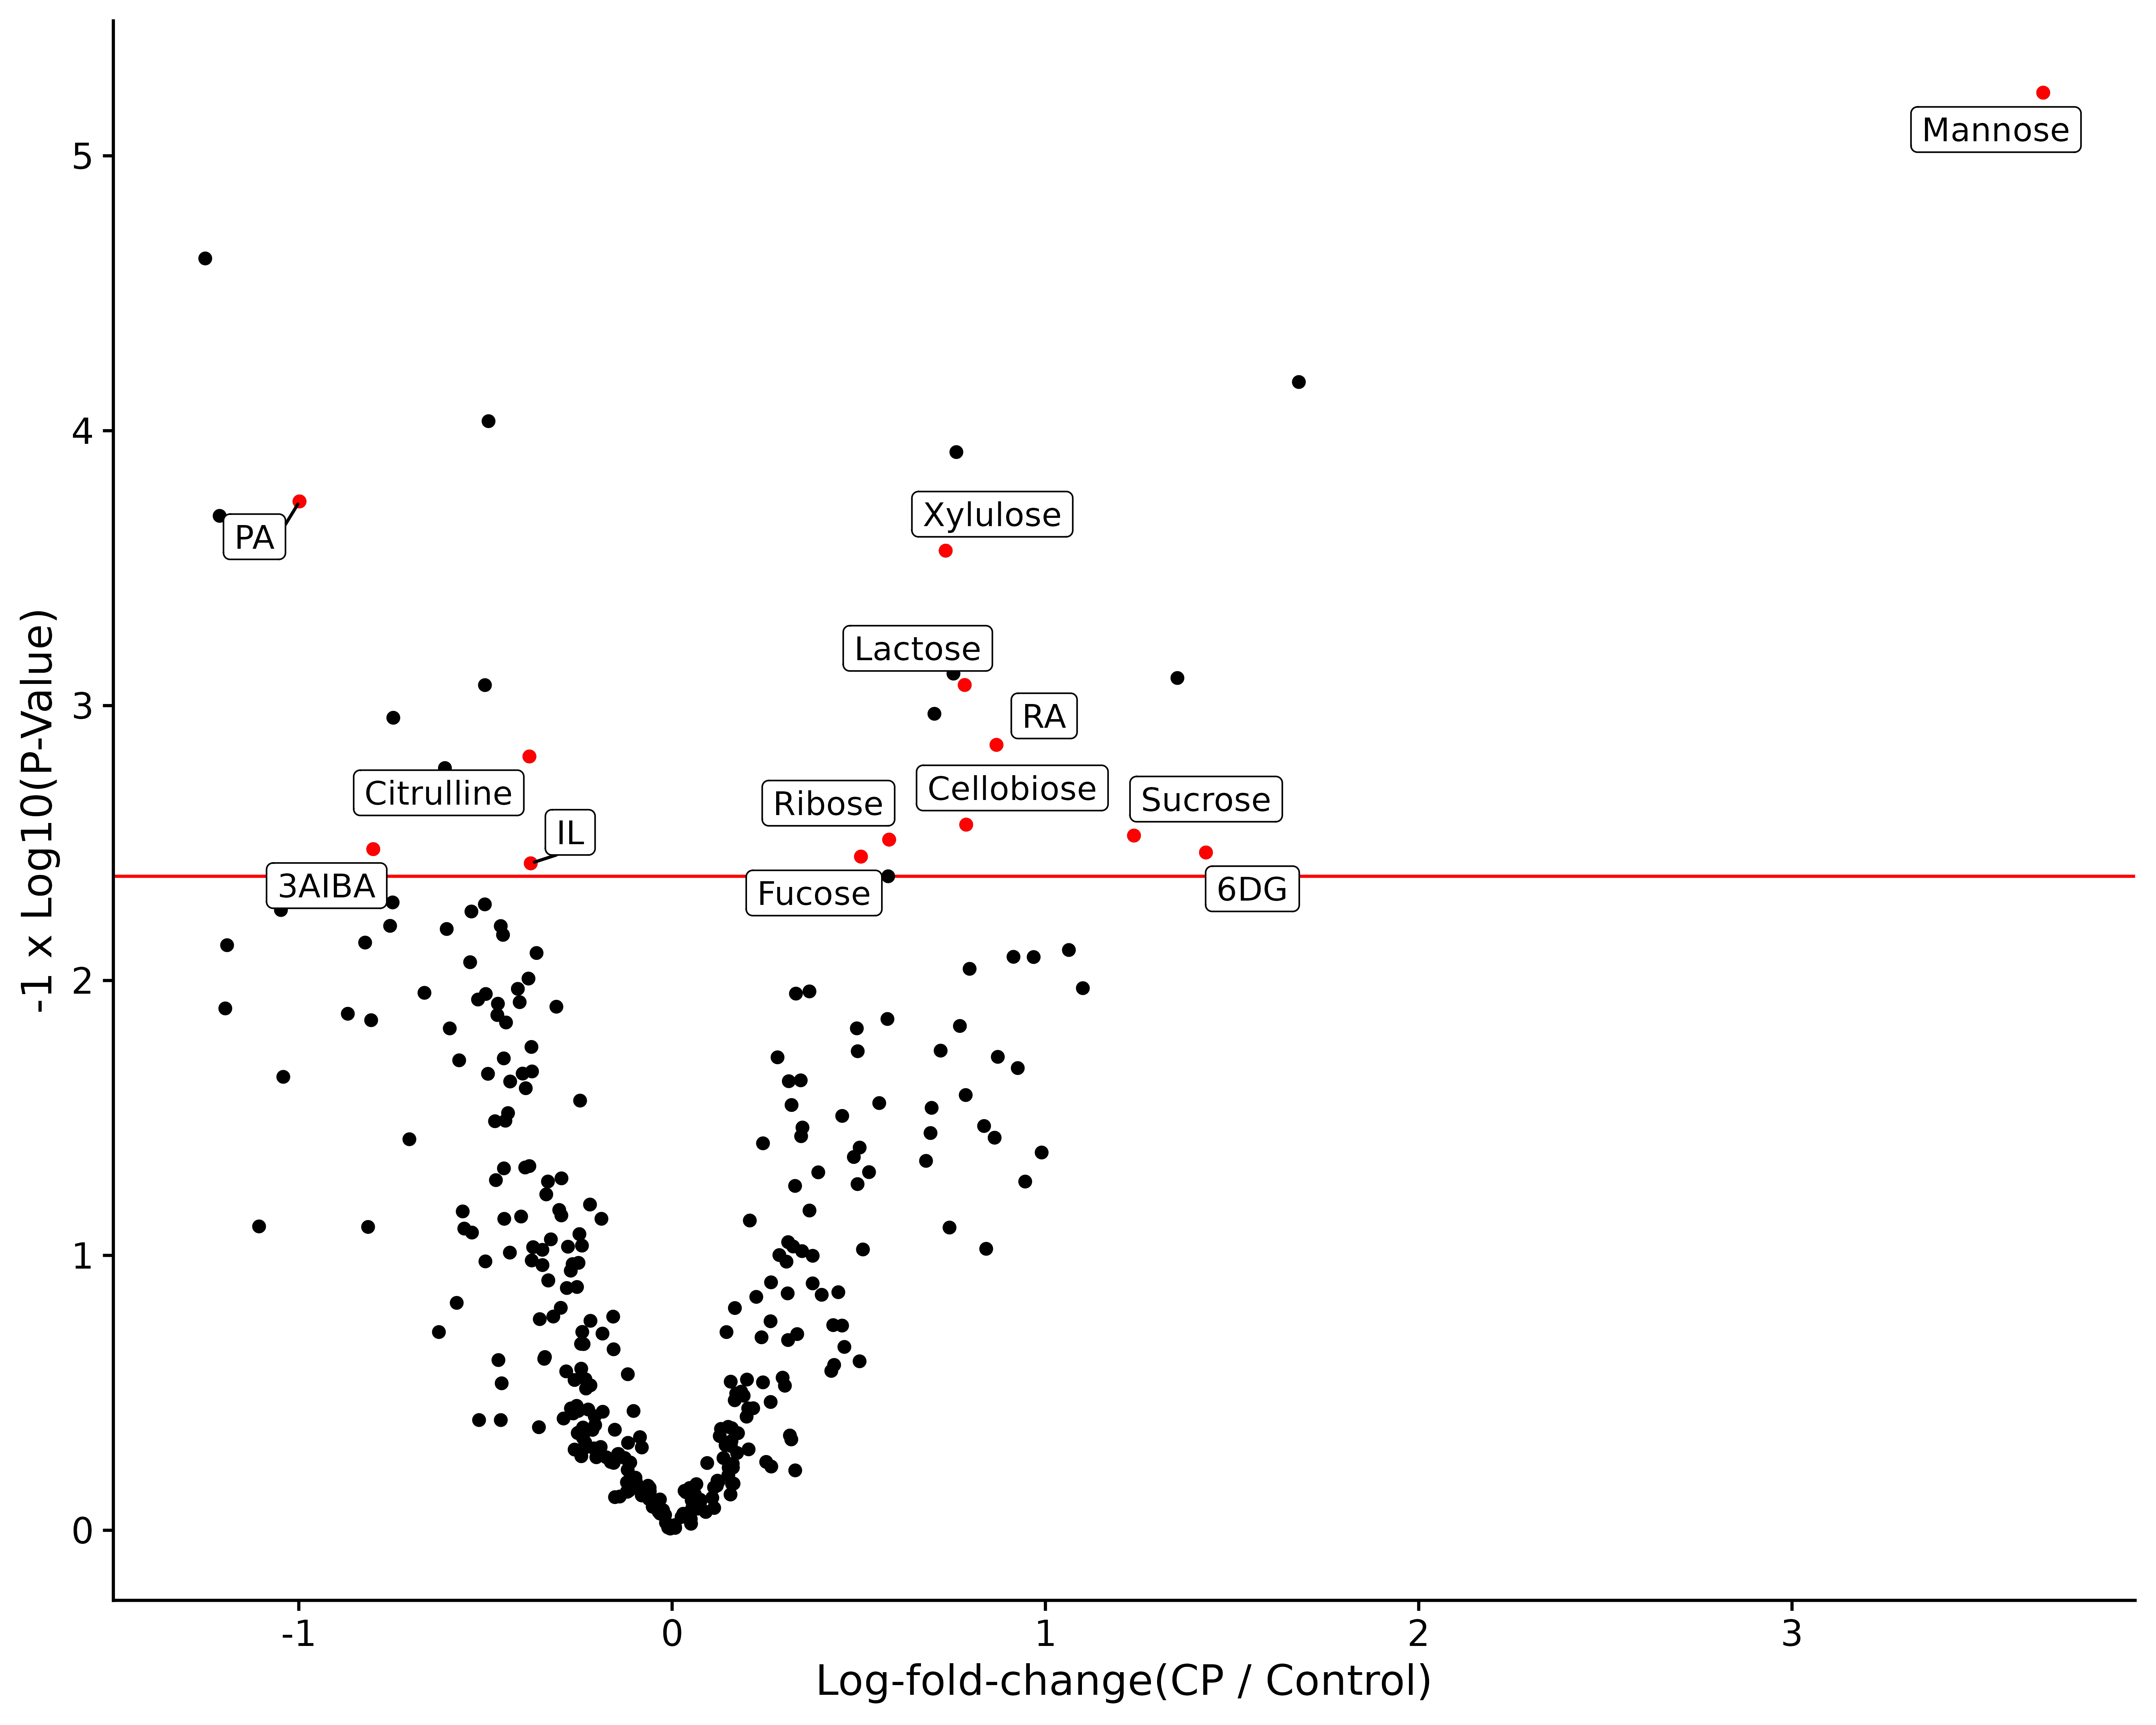 5
4
3
2
1
0
-1 x Log10(P-Value)
Mannose
PA
Xylulose
Lactose
RA
Citrulline
Cellobiose
Ribose
Sucrose
IL
3AIBA
Fucose
6DG
-1
0
1
2
3
Log-fold-change(CP / Control)